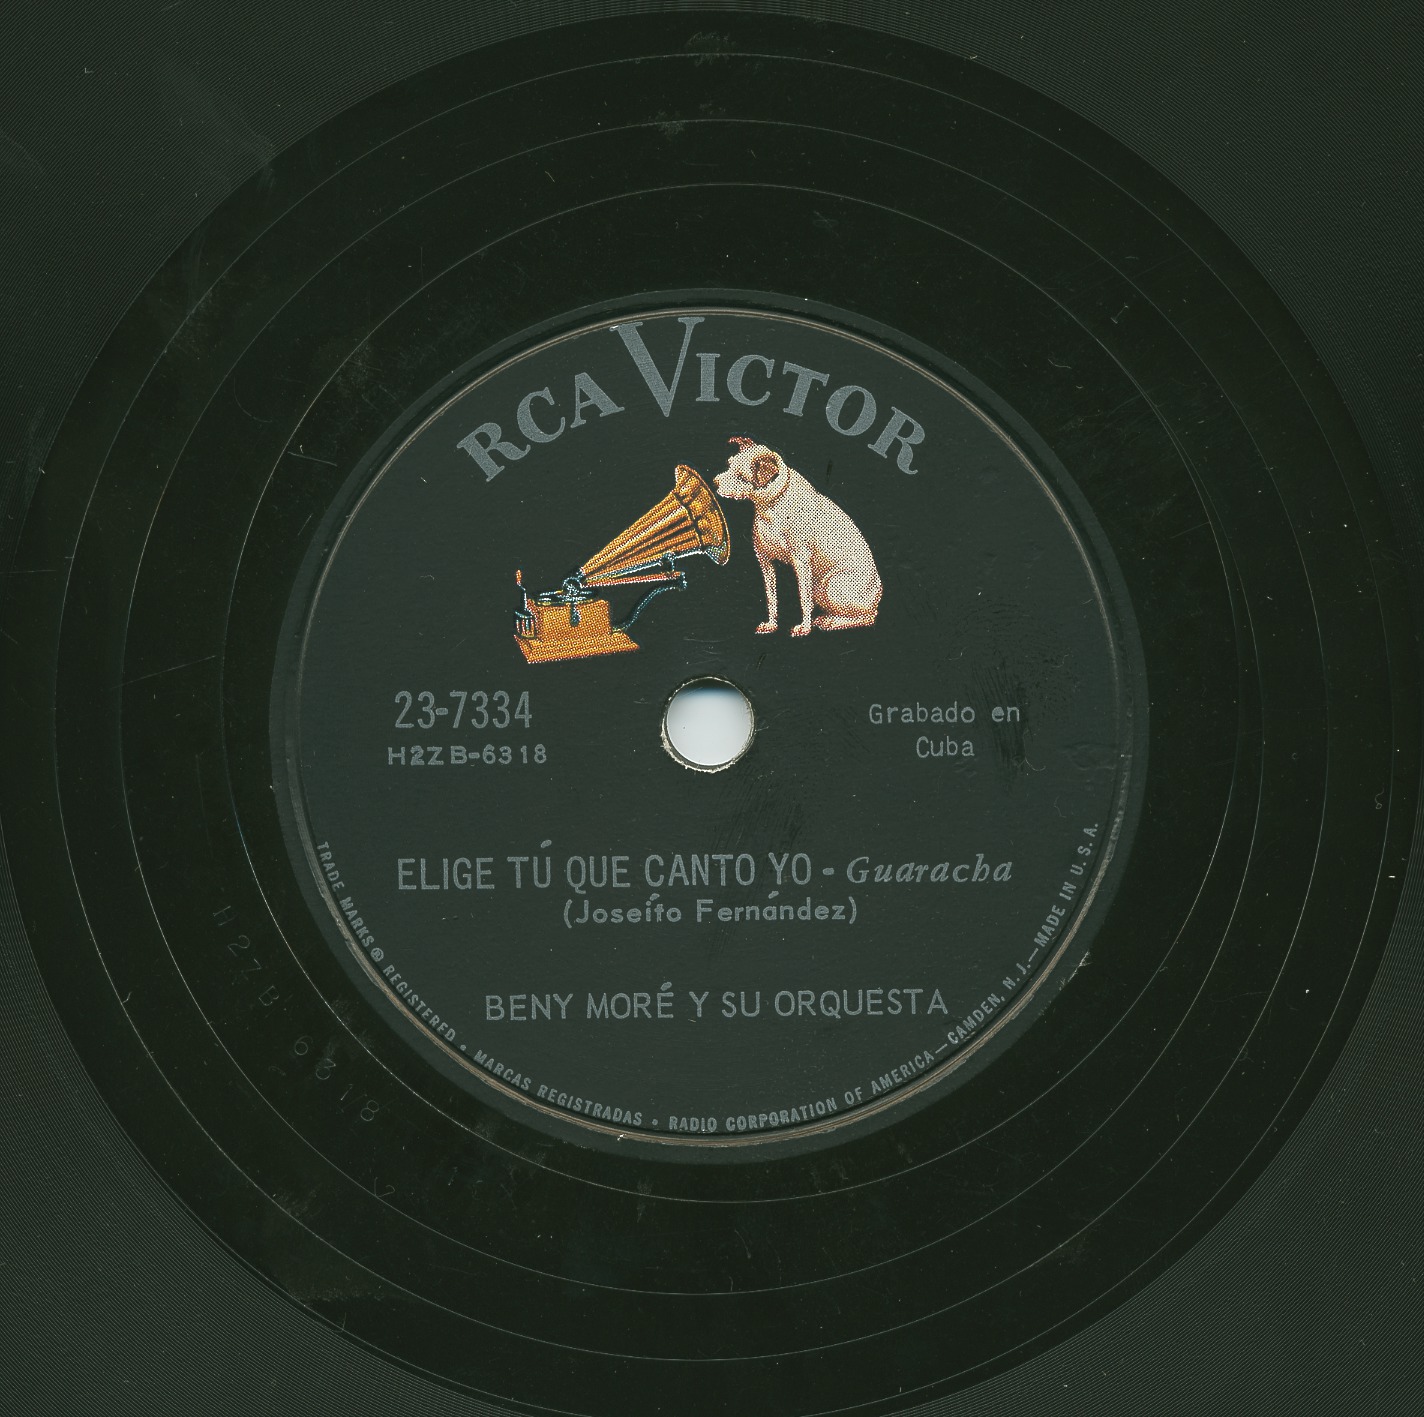 RCA VICTOR
23-7334
H2ZB-6318
Grabado en
Cuba
ELIGE TÚ QUE CANTO YO - Guaracha
(Joseíto Fernández)
BENY MORÉ Y SU ORQUESTA
TRADE MARKS ® REGISTERED • MARCAS REGISTRADAS • RADIO CORPORATION OF AMERICA—CAMDEN, N. J.—MADE IN U. S. A.
H2ZB 6318